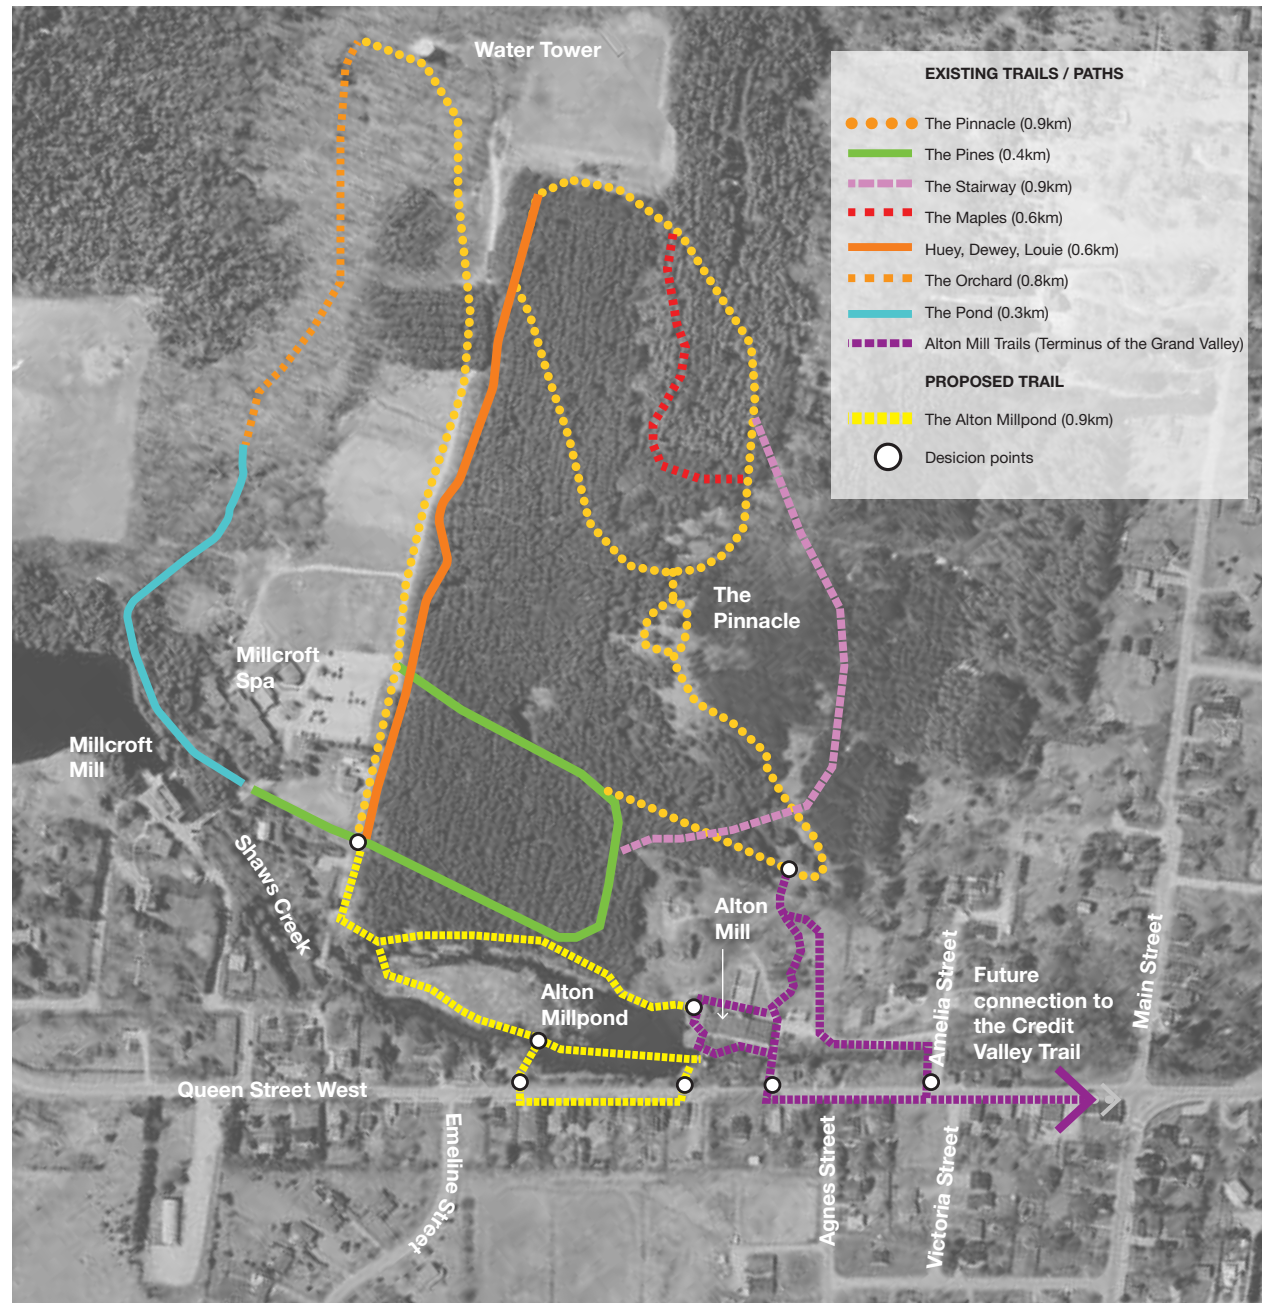 Water Tower
EXISTING TRAILS / PATHS
The Pinnacle (0.9km)
The Pines (0.4km)
The Stairway (0.9km)
The Maples (0.6km)
Huey, Dewey, Louie (0.6km)
The Orchard (0.8km)
The Pond (0.3km)
Alton Mill Trails (Terminus of the Grand Valley)
PROPOSED TRAIL
The Alton Millpond (0.9km)
Desicion points
The
Pinnacle
Millcroft
Spa
Millcroft
Mill
Shaws Creek
Alton
Mill
Alton
Millpond
Amelia Street
Future
connection to
the Credit
Valley Trail
Main Street
Queen Street West
Emeline Street
Agnes Street
Victoria Street